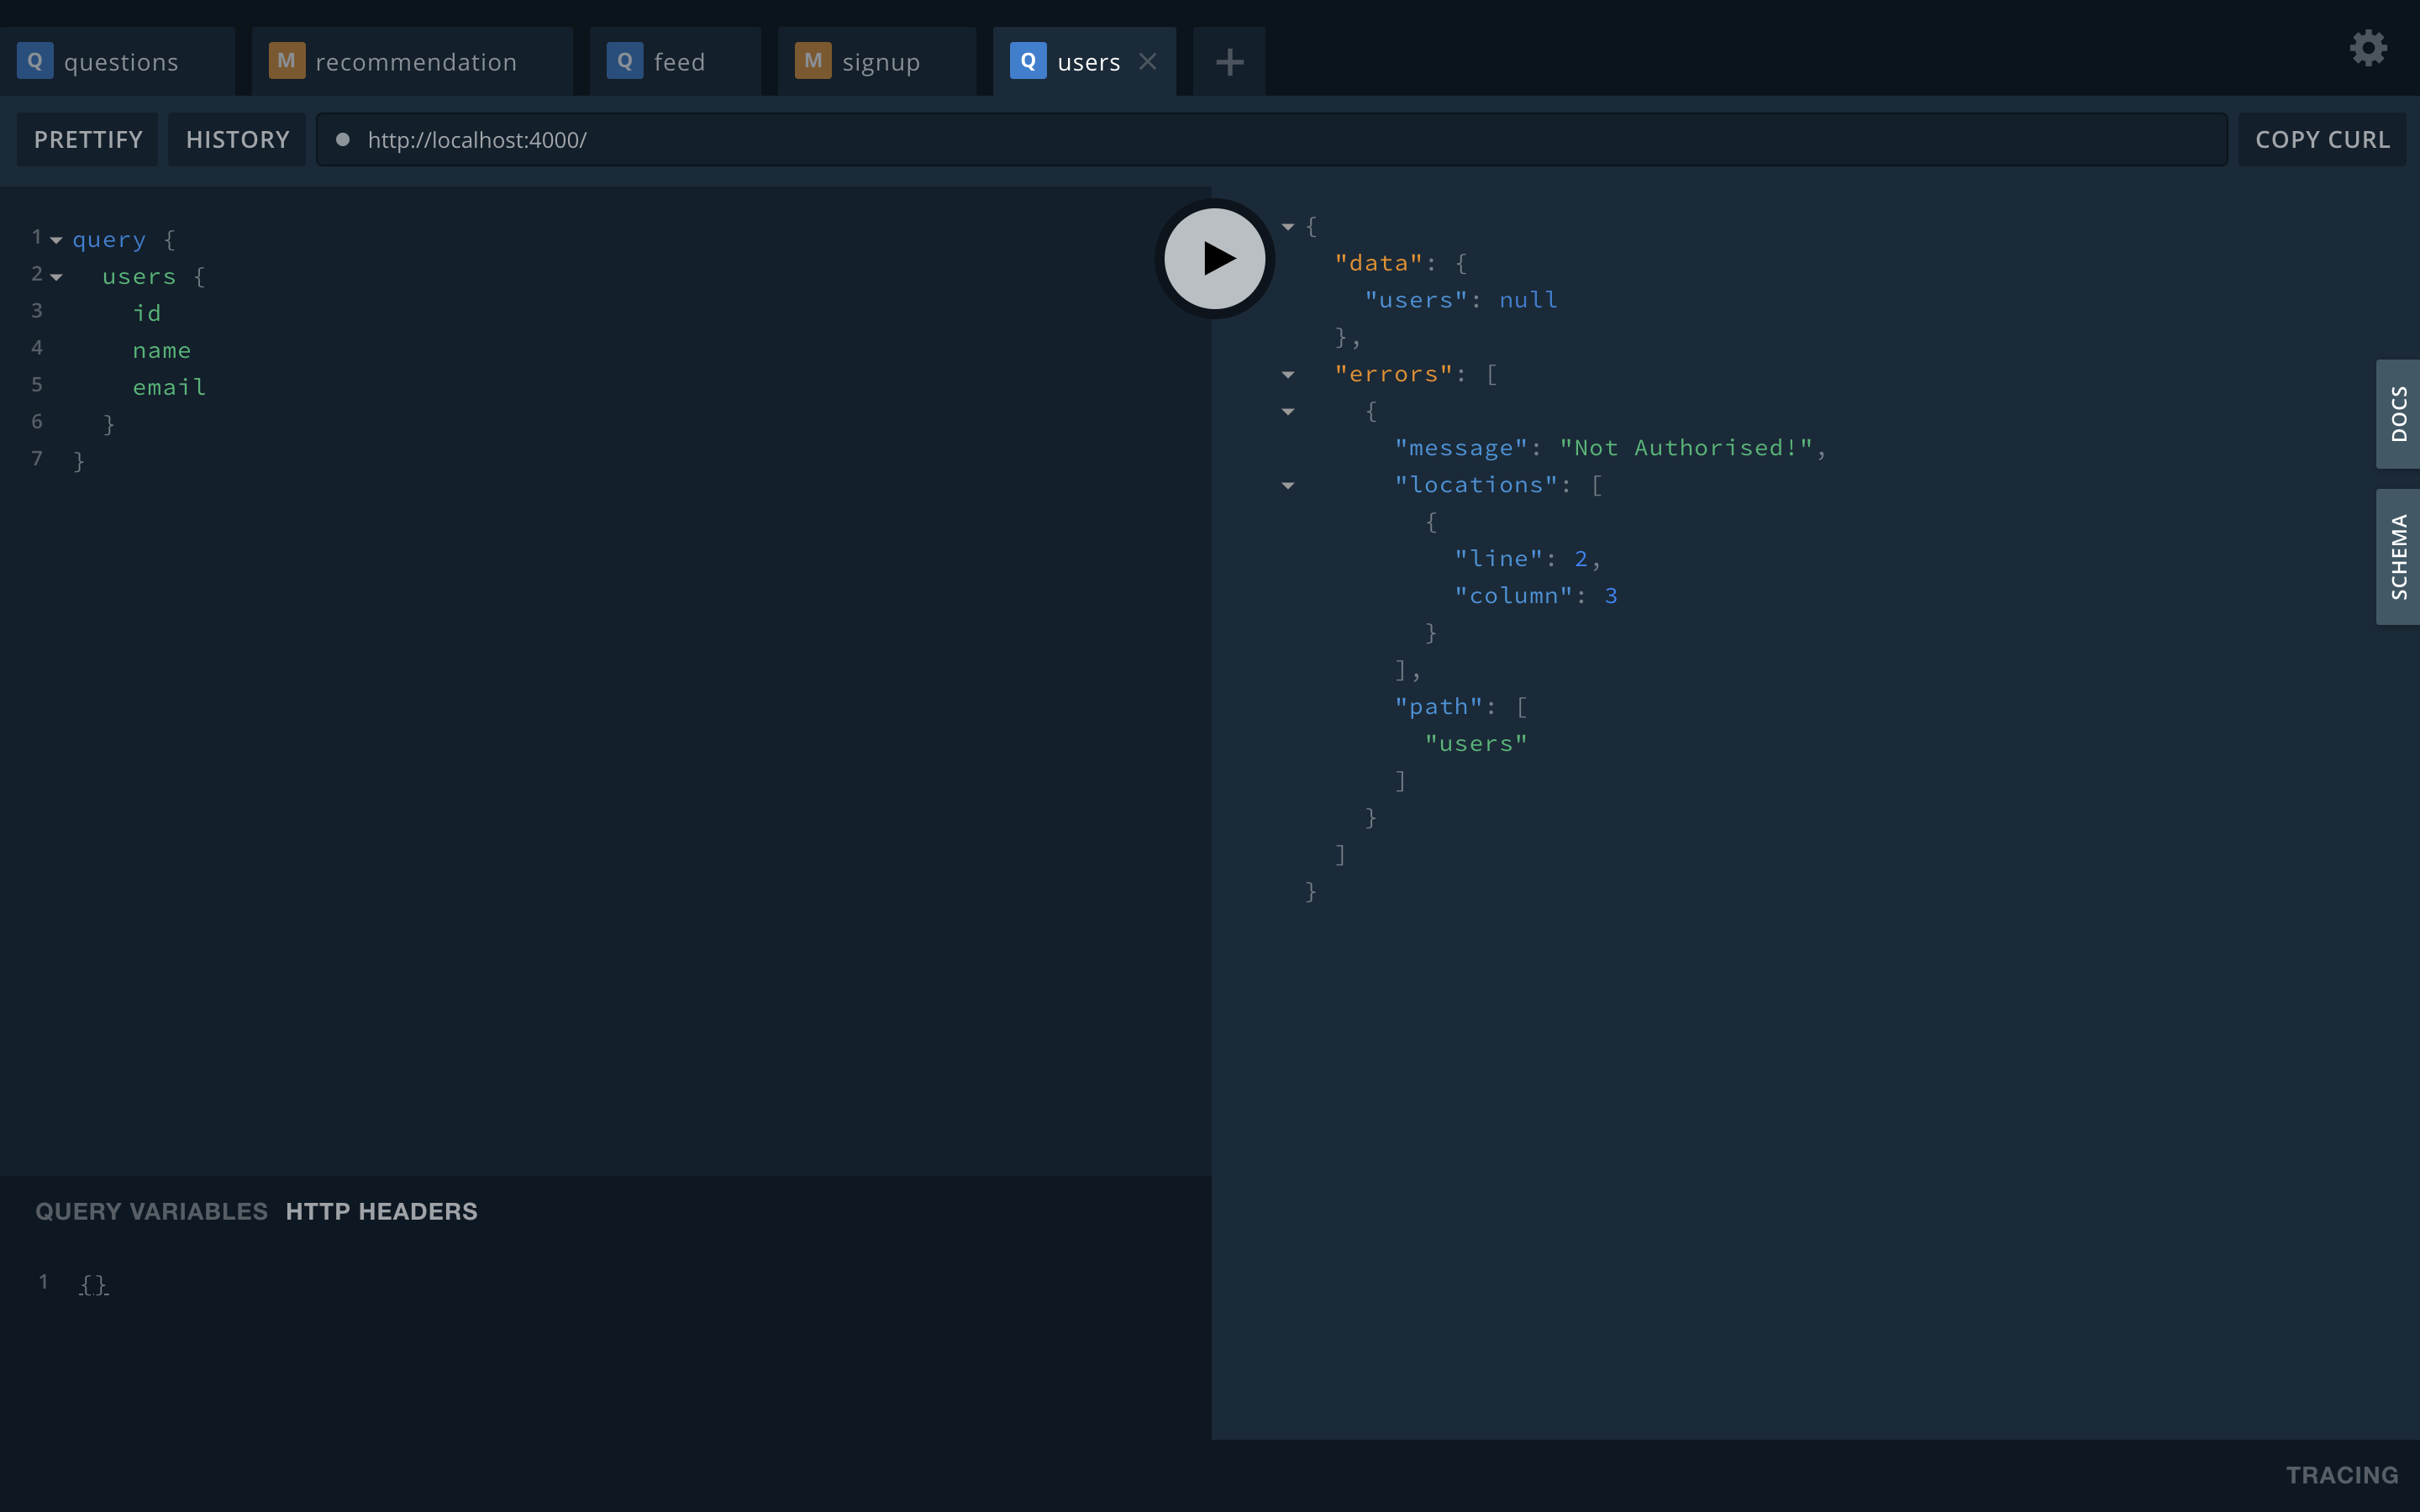 Q questions M recommendation Q feed M signup Q users
PRETTIFY HISTORY http://localhost:4000/ COPY CURL
1 query {
2 users {
3 id
4 name
5 email
6 }
7 }
{
"data": {
"users": null
},
"errors": [
{
"message": "Not Authorised!",
"locations": [
{
"line": 2,
"column": 3
}
],
"path": [
"users"
]
}
]
}
DOCS
SCHEMA
QUERY VARIABLES HTTP HEADERS
1 {}
TRACING